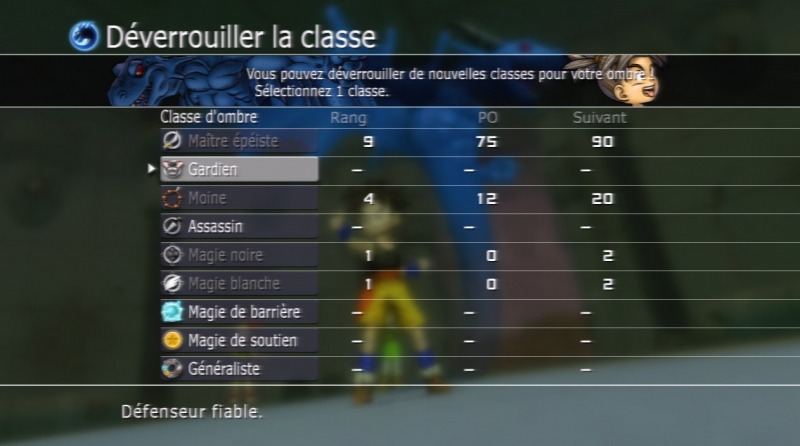 Déverrouiller la classe
Vous pouvez déverrouiller de nouvelles classes pour votre ombre !
Sélectionnez 1 classe.
Classe d'ombre Rang PO Suivant
Maître épéiste 9 75 90
Gardien – – –
Moine 4 12 20
Assassin – – –
Magie noire 1 0 2
Magie blanche 1 0 2
Magie de barrière – – –
Magie de soutien – – –
Généraliste – – –
Défenseur fiable.